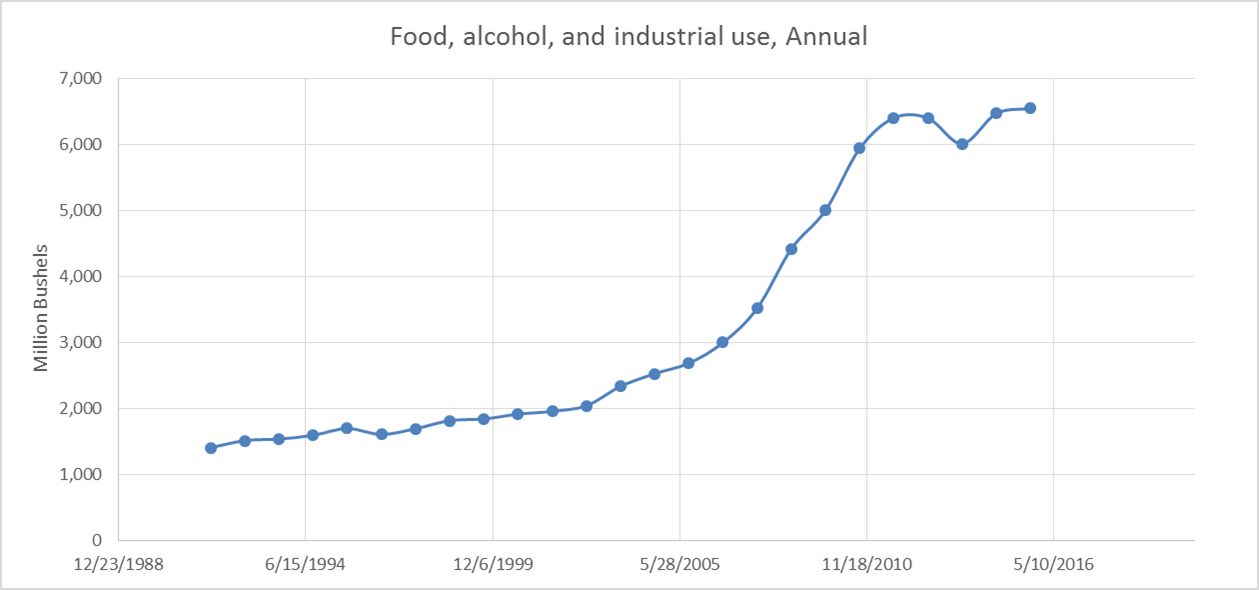 Food, alcohol, and industrial use, Annual
Million Bushels
7,000
6,000
5,000
4,000
3,000
2,000
1,000
0
12/23/1988 6/15/1994 12/6/1999 5/28/2005 11/18/2010 5/10/2016